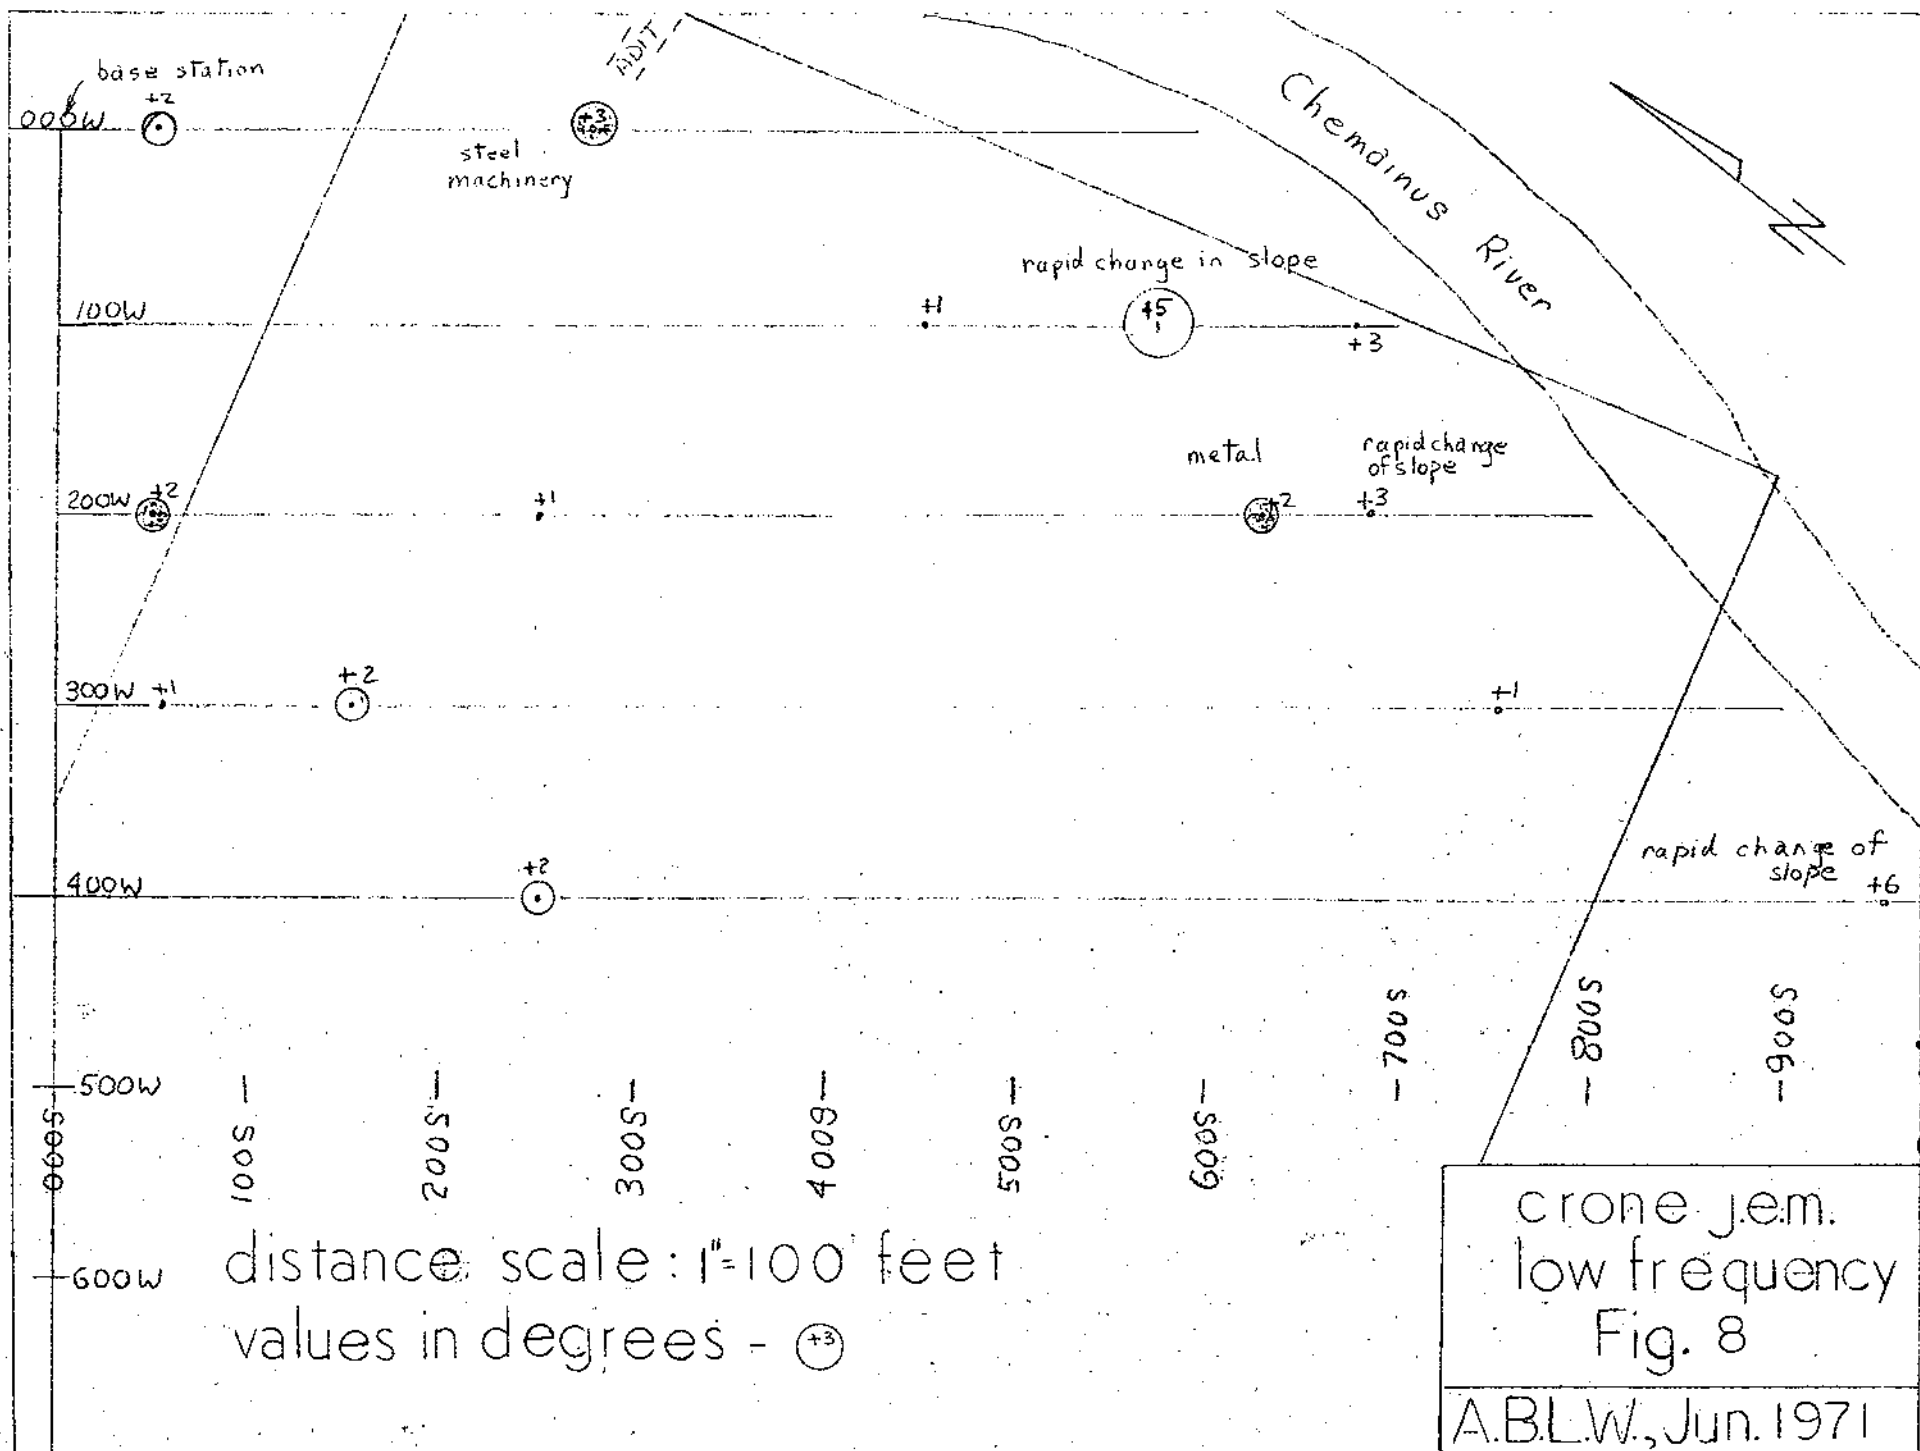 ADIT
base station
+2
000W
+3
steel
machinery
Chemainus River
rapid change in slope
100W
+1
+5
+3
metal
rapid change
of slope
200W
+2
+1
+2
+3
300W
+1
+2
+1
rapid change of
slope
+6
400W
+2
500W
000S
100S
200S
300S
400S
500S
600S
700S
800S
900S
600W
distance scale: 1"=100 feet
values in degrees - +3
crone j.e.m.
low frequency
Fig. 8
A.B.L.W., Jun. 1971